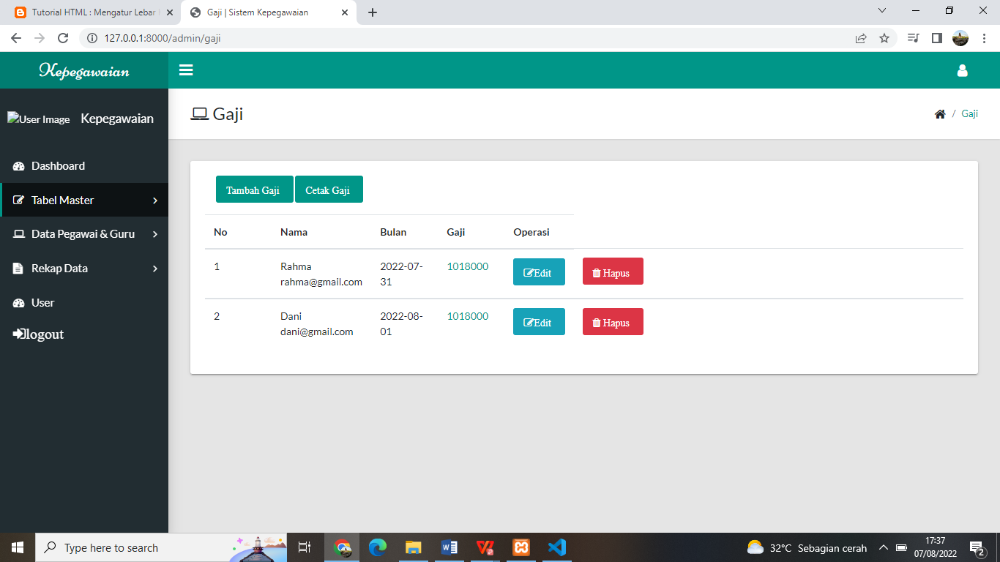 Tutorial HTML : Mengatur Lebar
Gaji | Sistem Kepegawaian
127.0.0.1:8000/admin/gaji
Kepegawaian
User Image Kepegawaian
Gaji
/ Gaji
Dashboard
Tabel Master
Data Pegawai & Guru
Rekap Data
User
logout
Tambah Gaji Cetak Gaji
No Nama Bulan Gaji Operasi
1 Rahma 2022-07- 1018000 Edit Hapus
rahma@gmail.com 31
2 Dani 2022-08- 1018000 Edit Hapus
dani@gmail.com 01
Type here to search
32°C Sebagian cerah
17:37
07/08/2022
2